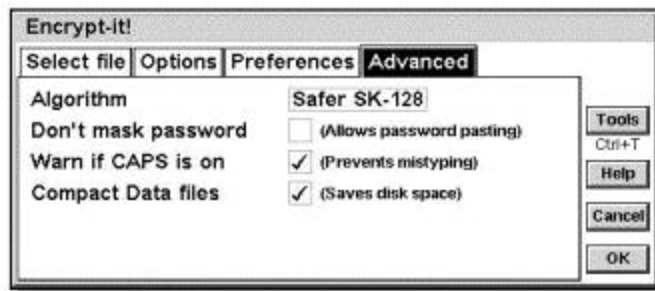 Encrypt-it!
Select file Options Preferences Advanced
Algorithm Safer SK-128
Don't mask password (Allows password pasting)
Warn if CAPS is on (Prevents mistyping)
Compact Data files (Saves disk space)
Tools
Ctrl+T
Help
Cancel
OK